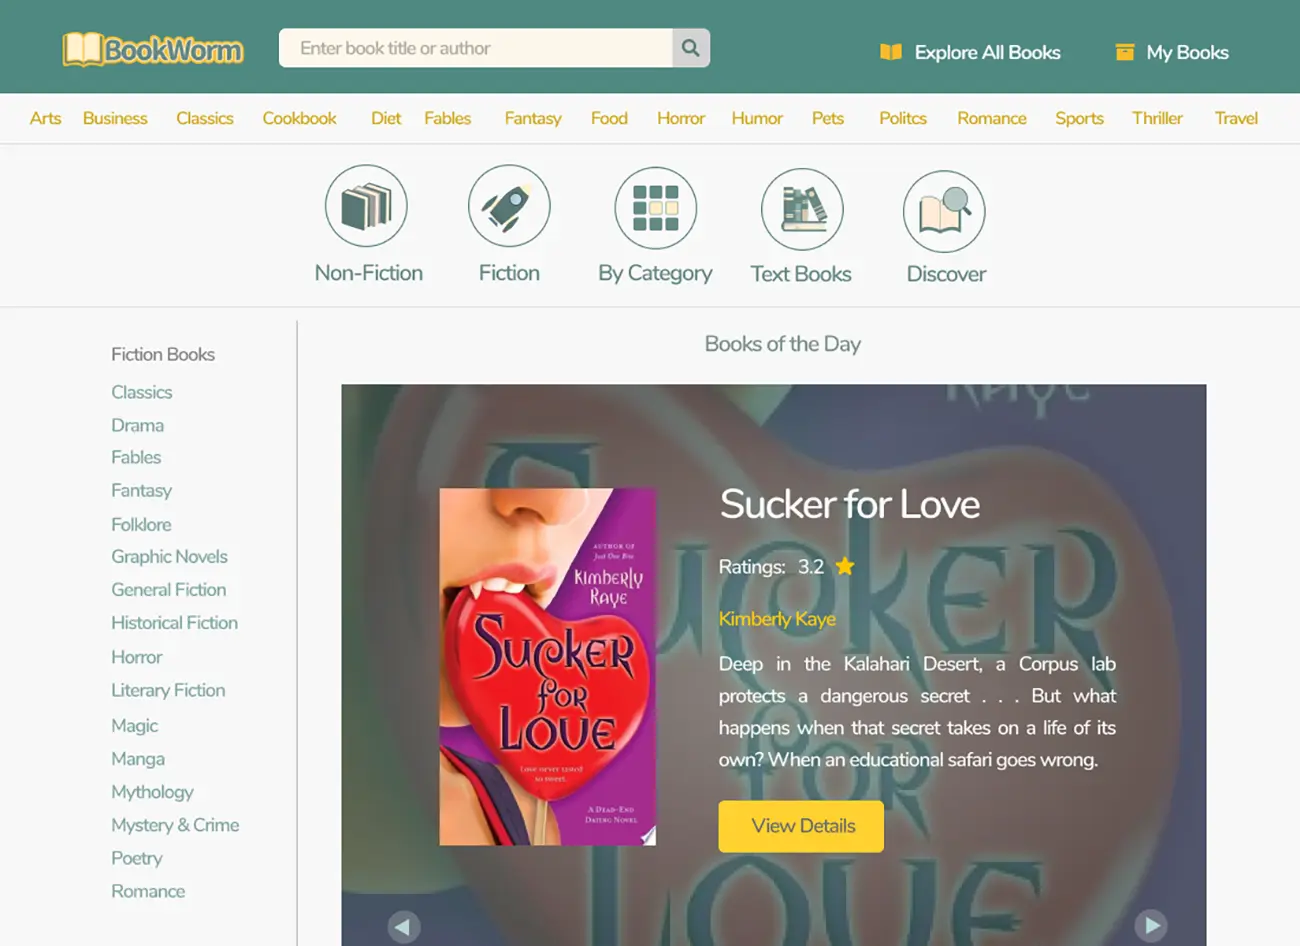 BookWorm
Enter book title or author
Explore All Books
My Books
Arts Business Classics Cookbook Diet Fables Fantasy Food Horror Humor Pets Politcs Romance Sports Thriller Travel
Non-Fiction Fiction By Category Text Books Discover
Fiction Books
Classics
Drama
Fables
Fantasy
Folklore
Graphic Novels
General Fiction
Historical Fiction
Horror
Literary Fiction
Magic
Manga
Mythology
Mystery & Crime
Poetry
Romance
Books of the Day
AUTHOR OF
Just One Bite
Kimberly
Raye
Sucker
for
Love
Love never tasted
so sweet.
A Dead-End
Dating Novel
Sucker for Love
Ratings: 3.2
Kimberly Kaye
Deep in the Kalahari Desert, a Corpus lab
protects a dangerous secret . . . But what
happens when that secret takes on a life of its
own? When an educational safari goes wrong.
View Details
Raye
Sucker
for
Love